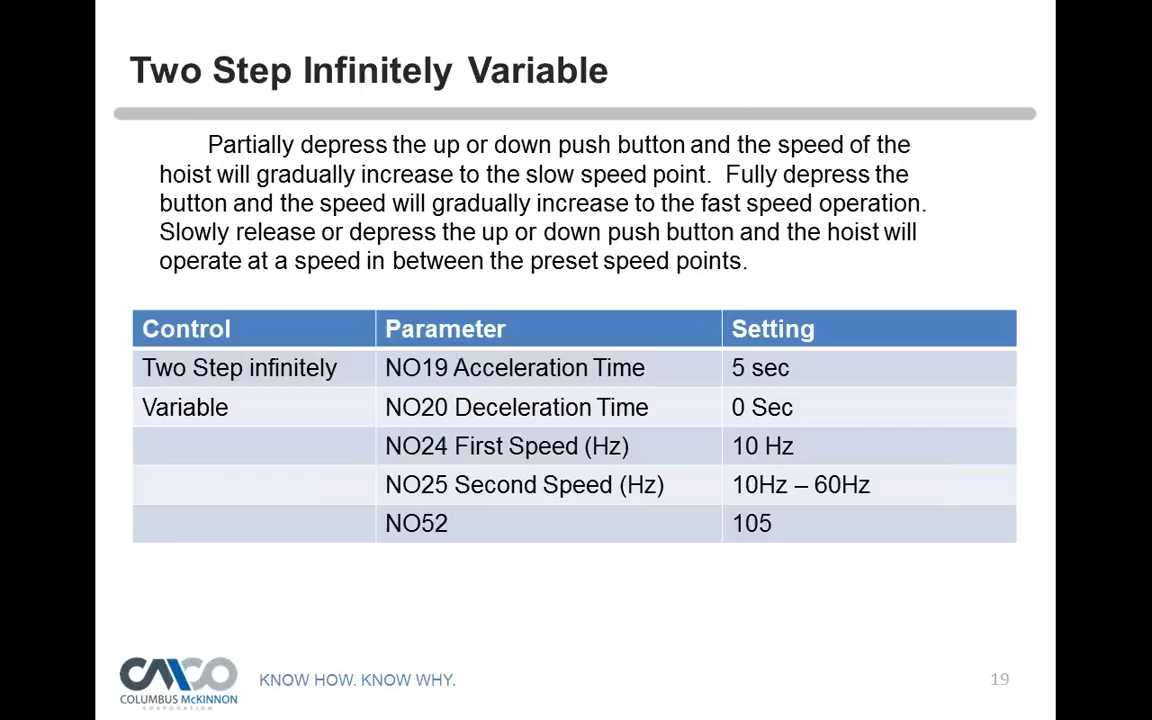 Two Step Infinitely Variable
Partially depress the up or down push button and the speed of the
hoist will gradually increase to the slow speed point.  Fully depress the
button and the speed will gradually increase to the fast speed operation.
Slowly release or depress the up or down push button and the hoist will
operate at a speed in between the preset speed points.
Control Parameter Setting
Two Step infinitely NO19 Acceleration Time 5 sec
Variable NO20 Deceleration Time 0 Sec
NO24 First Speed (Hz) 10 Hz
NO25 Second Speed (Hz) 10Hz – 60Hz
NO52 105
CMCO
COLUMBUS McKINNON
CORPORATION
KNOW HOW. KNOW WHY.
19